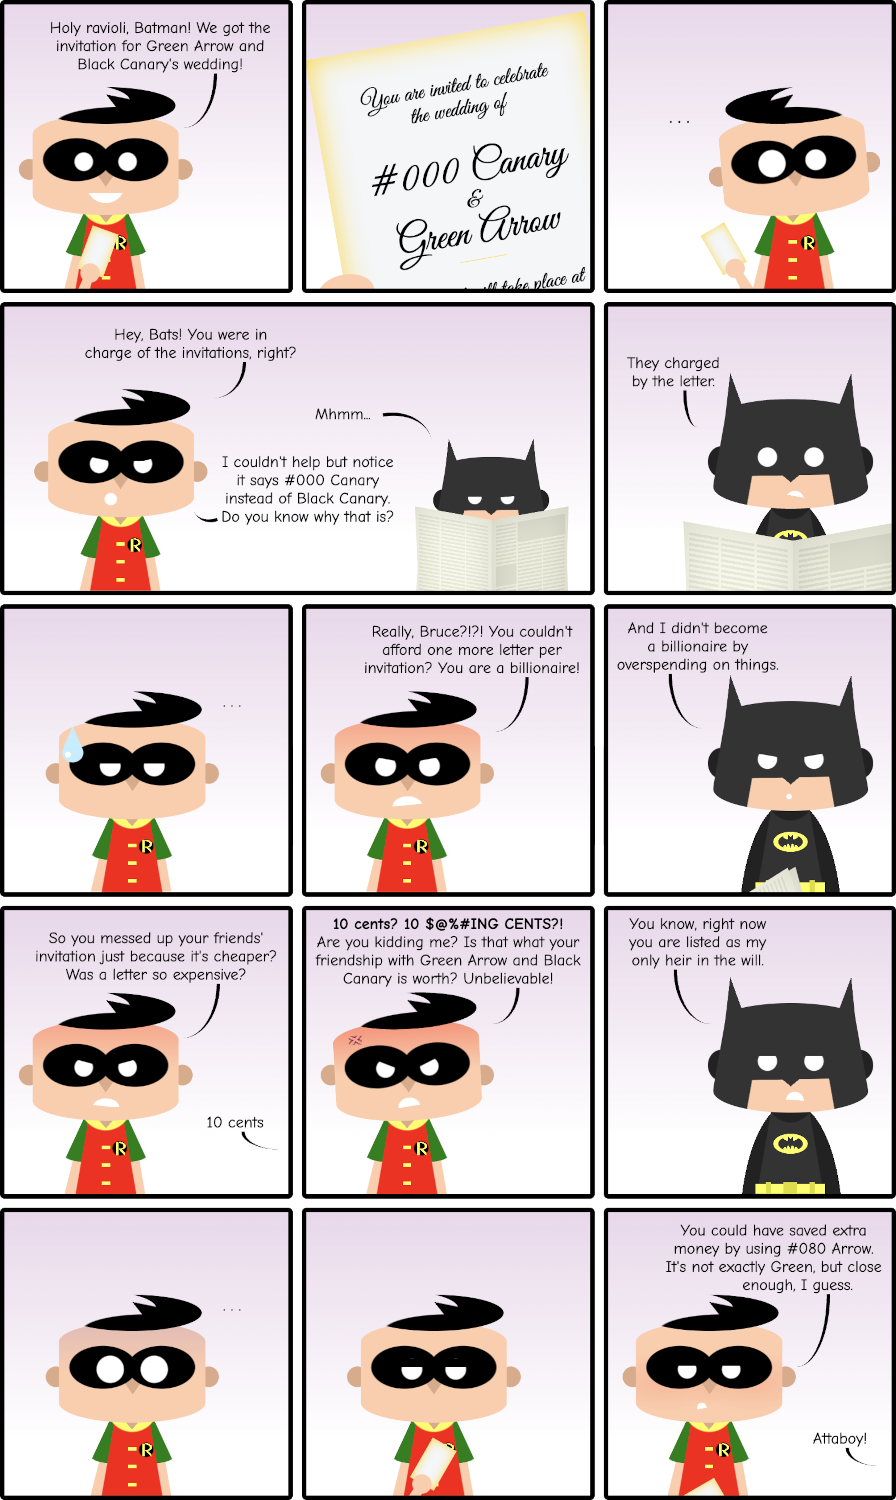 Holy ravioli, Batman! We got the
invitation for Green Arrow and
Black Canary's wedding!
R
You are invited to celebrate
the wedding of
#000 Canary
&
Green Arrow
will take place at
...
R
Hey, Bats! You were in
charge of the invitations, right?
Mhmm...
I couldn't help but notice
it says #000 Canary
instead of Black Canary.
Do you know why that is?
R
They charged
by the letter.
...
R
Really, Bruce?!?! You couldn't
afford one more letter per
invitation? You are a billionaire!
R
And I didn't become
a billionaire by
overspending on things.
So you messed up your friends'
invitation just because it's cheaper?
Was a letter so expensive?
10 cents
R
10 cents? 10 $@%#ING CENTS?!
Are you kidding me? Is that what your
friendship with Green Arrow and Black
Canary is worth? Unbelievable!
R
You know, right now
you are listed as my
only heir in the will.
...
R
R
You could have saved extra
money by using #080 Arrow.
It's not exactly Green, but close
enough, I guess.
Attaboy!
R